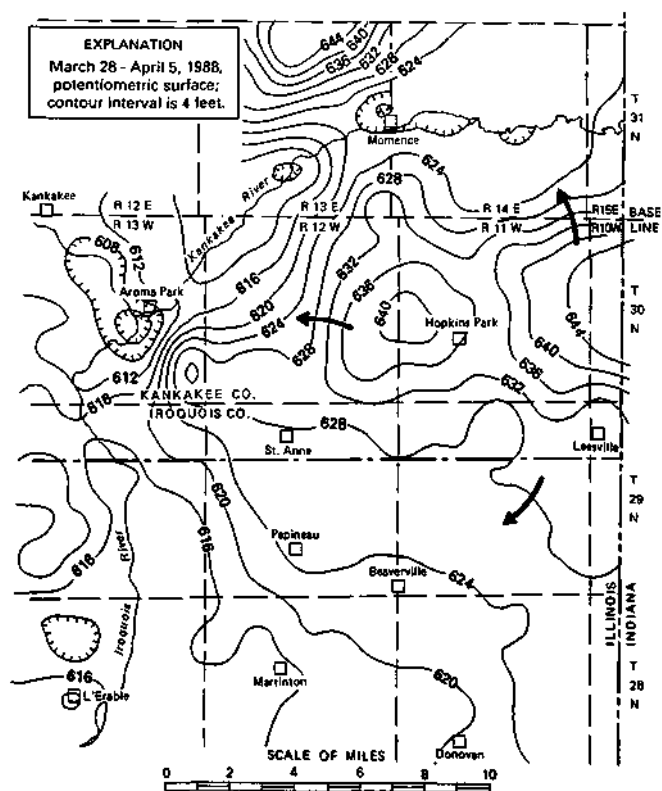 EXPLANATION
March 28 - April 5, 1988,
potentiometric surface;
contour interval is 4 feet.
644
640
636
632
628
624
T
31
N
Momence
624
628
Kankakee
R 12 E
R 13 W
Kankakee River
R 13 E
R 12 W
R 14 E
R 11 W
R15E
R10W
BASE
LINE
608
612
616
632
636
Aroma Park
620
624
640
Hopkins Park
T
30
N
644
640
636
628
612
616
632
KANKAKEE CO.
IROQUOIS CO.
628
St. Anne
Leesville
620
616
T
29
N
Papineau
616
River
Iroquois
Beaverville
624
ILLINOIS
INDIANA
616
L'Erable
Martinton
620
T
28
N
Donovan
SCALE OF MILES
0 2 4 6 8 10